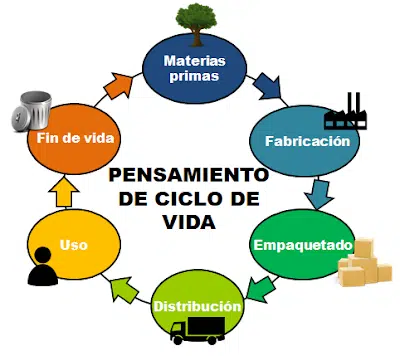 Materias
primas
Fabricación
Empaquetado
Distribución
Uso
Fin de vida
PENSAMIENTO
DE CICLO DE
VIDA